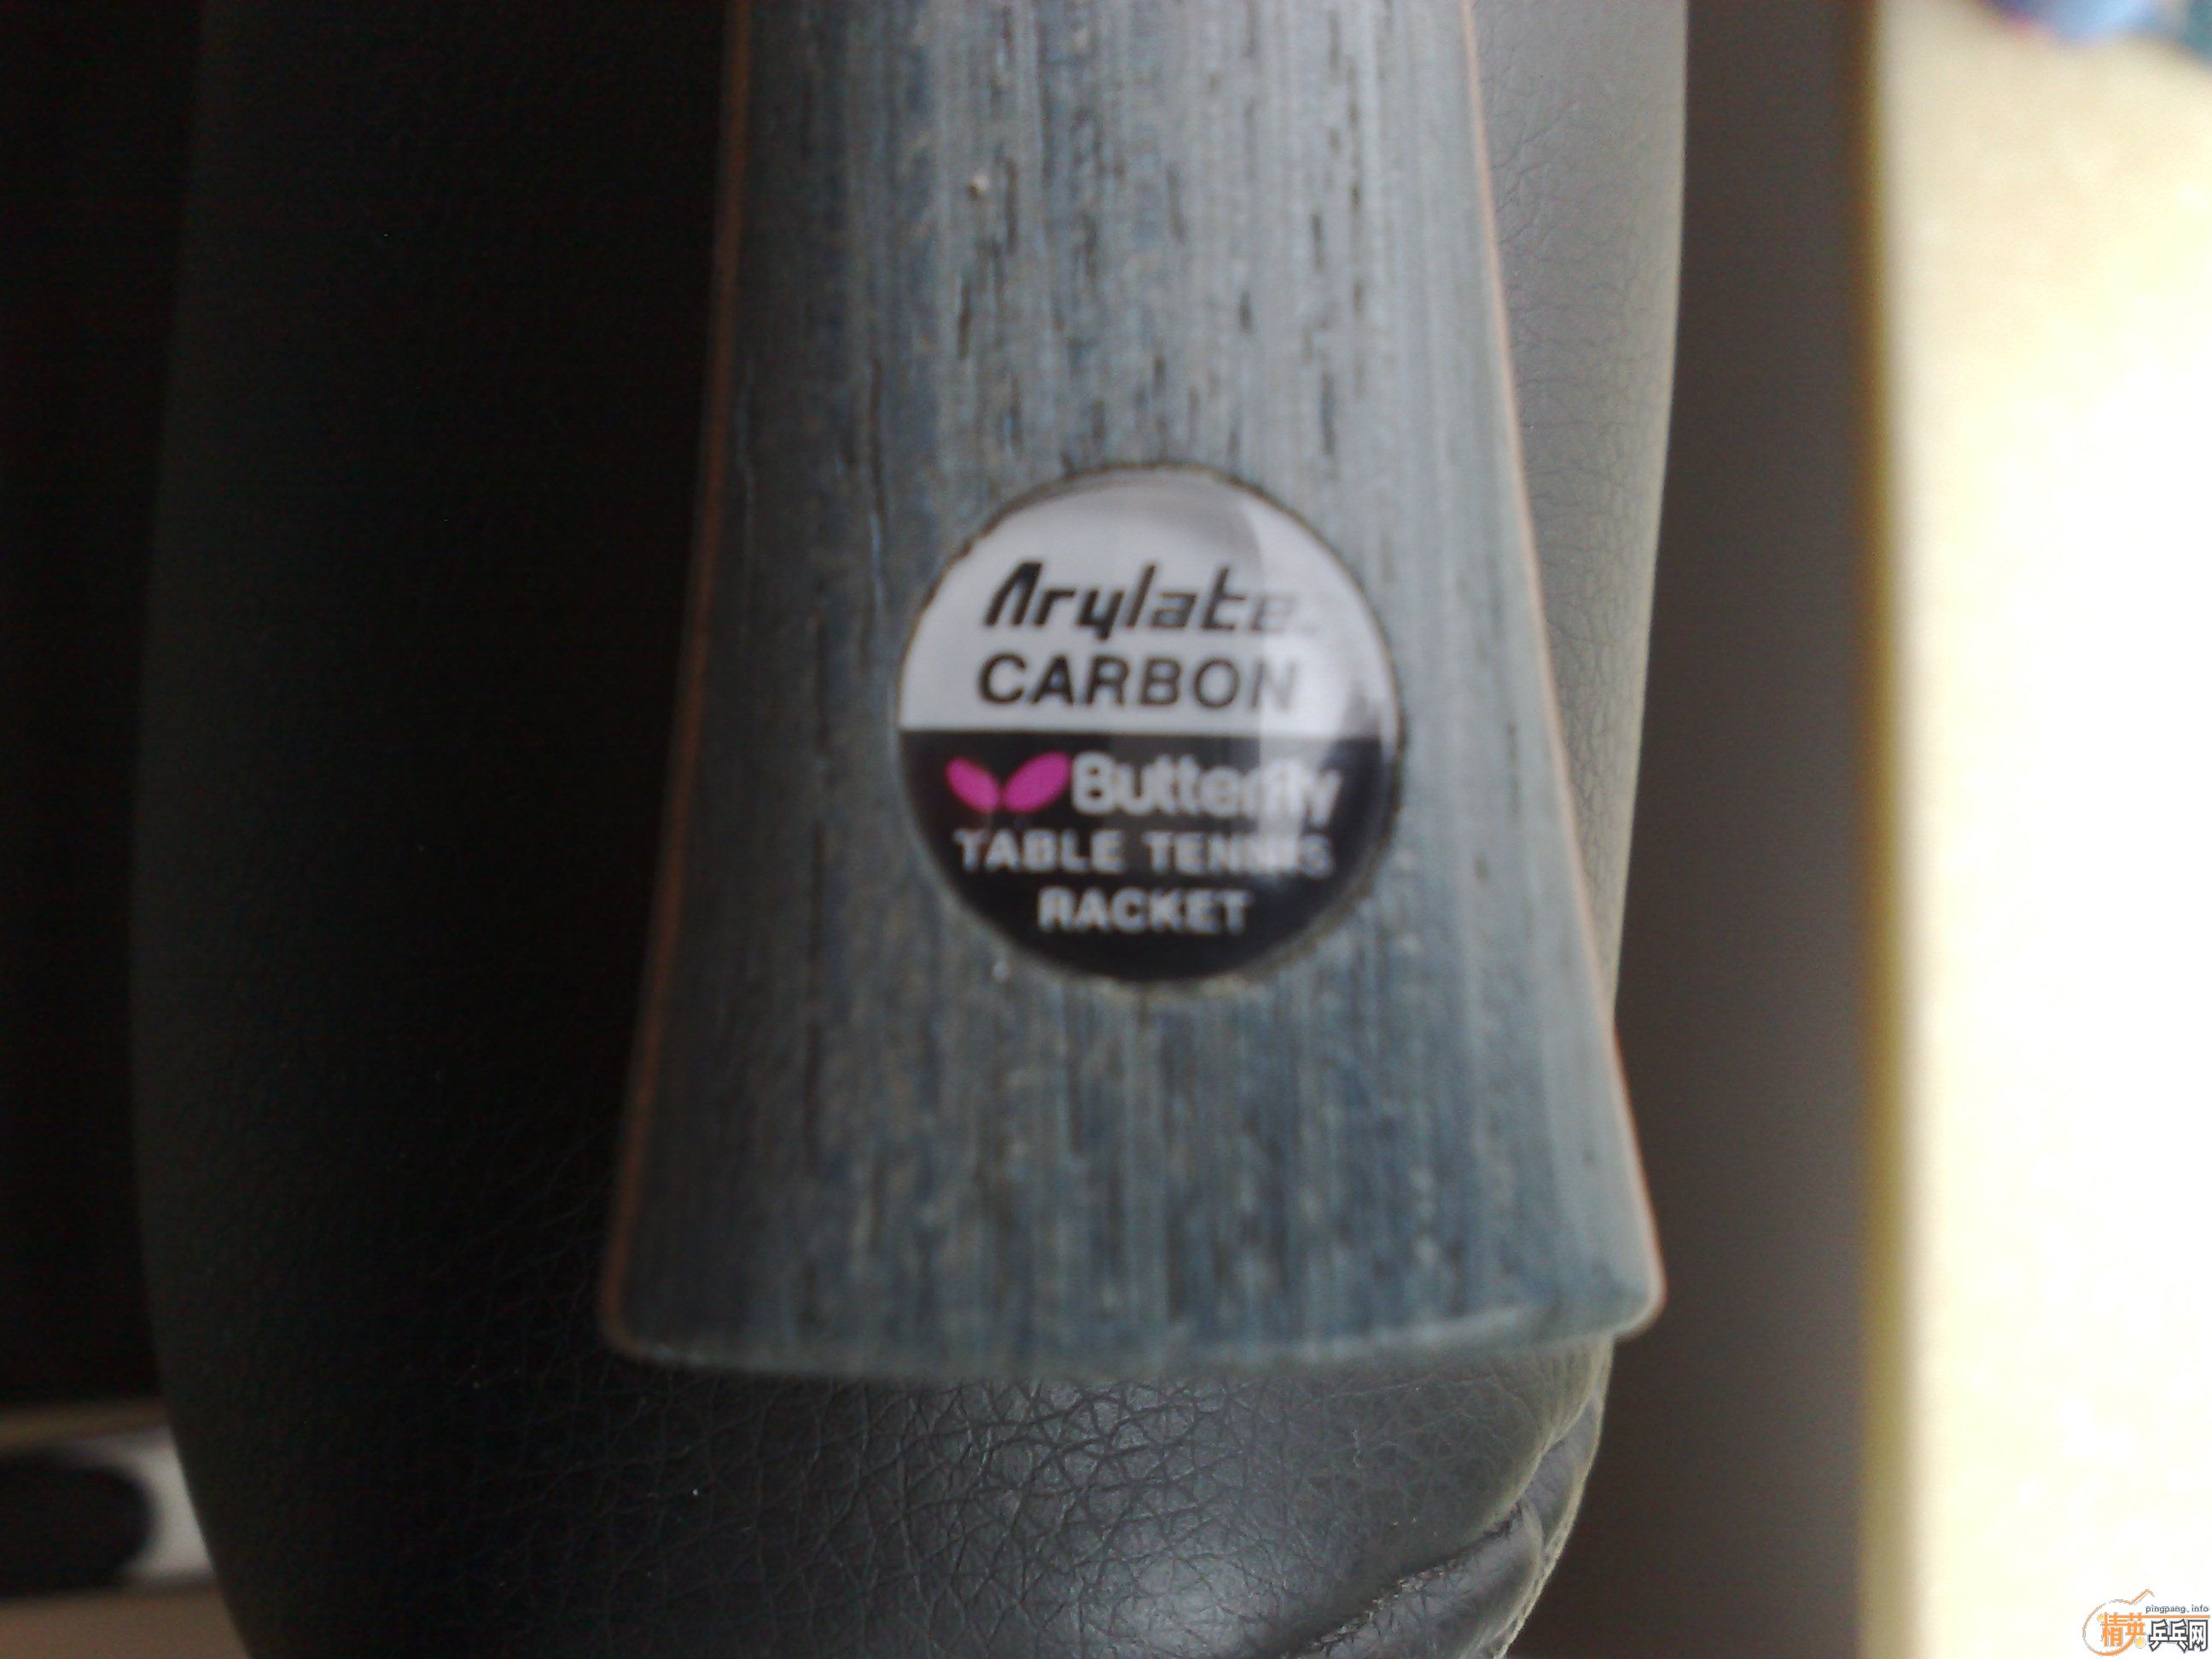 Arylate
CARBON
Butterfly
TABLE TENNIS
RACKET
pingpang.info
精英乒乓网